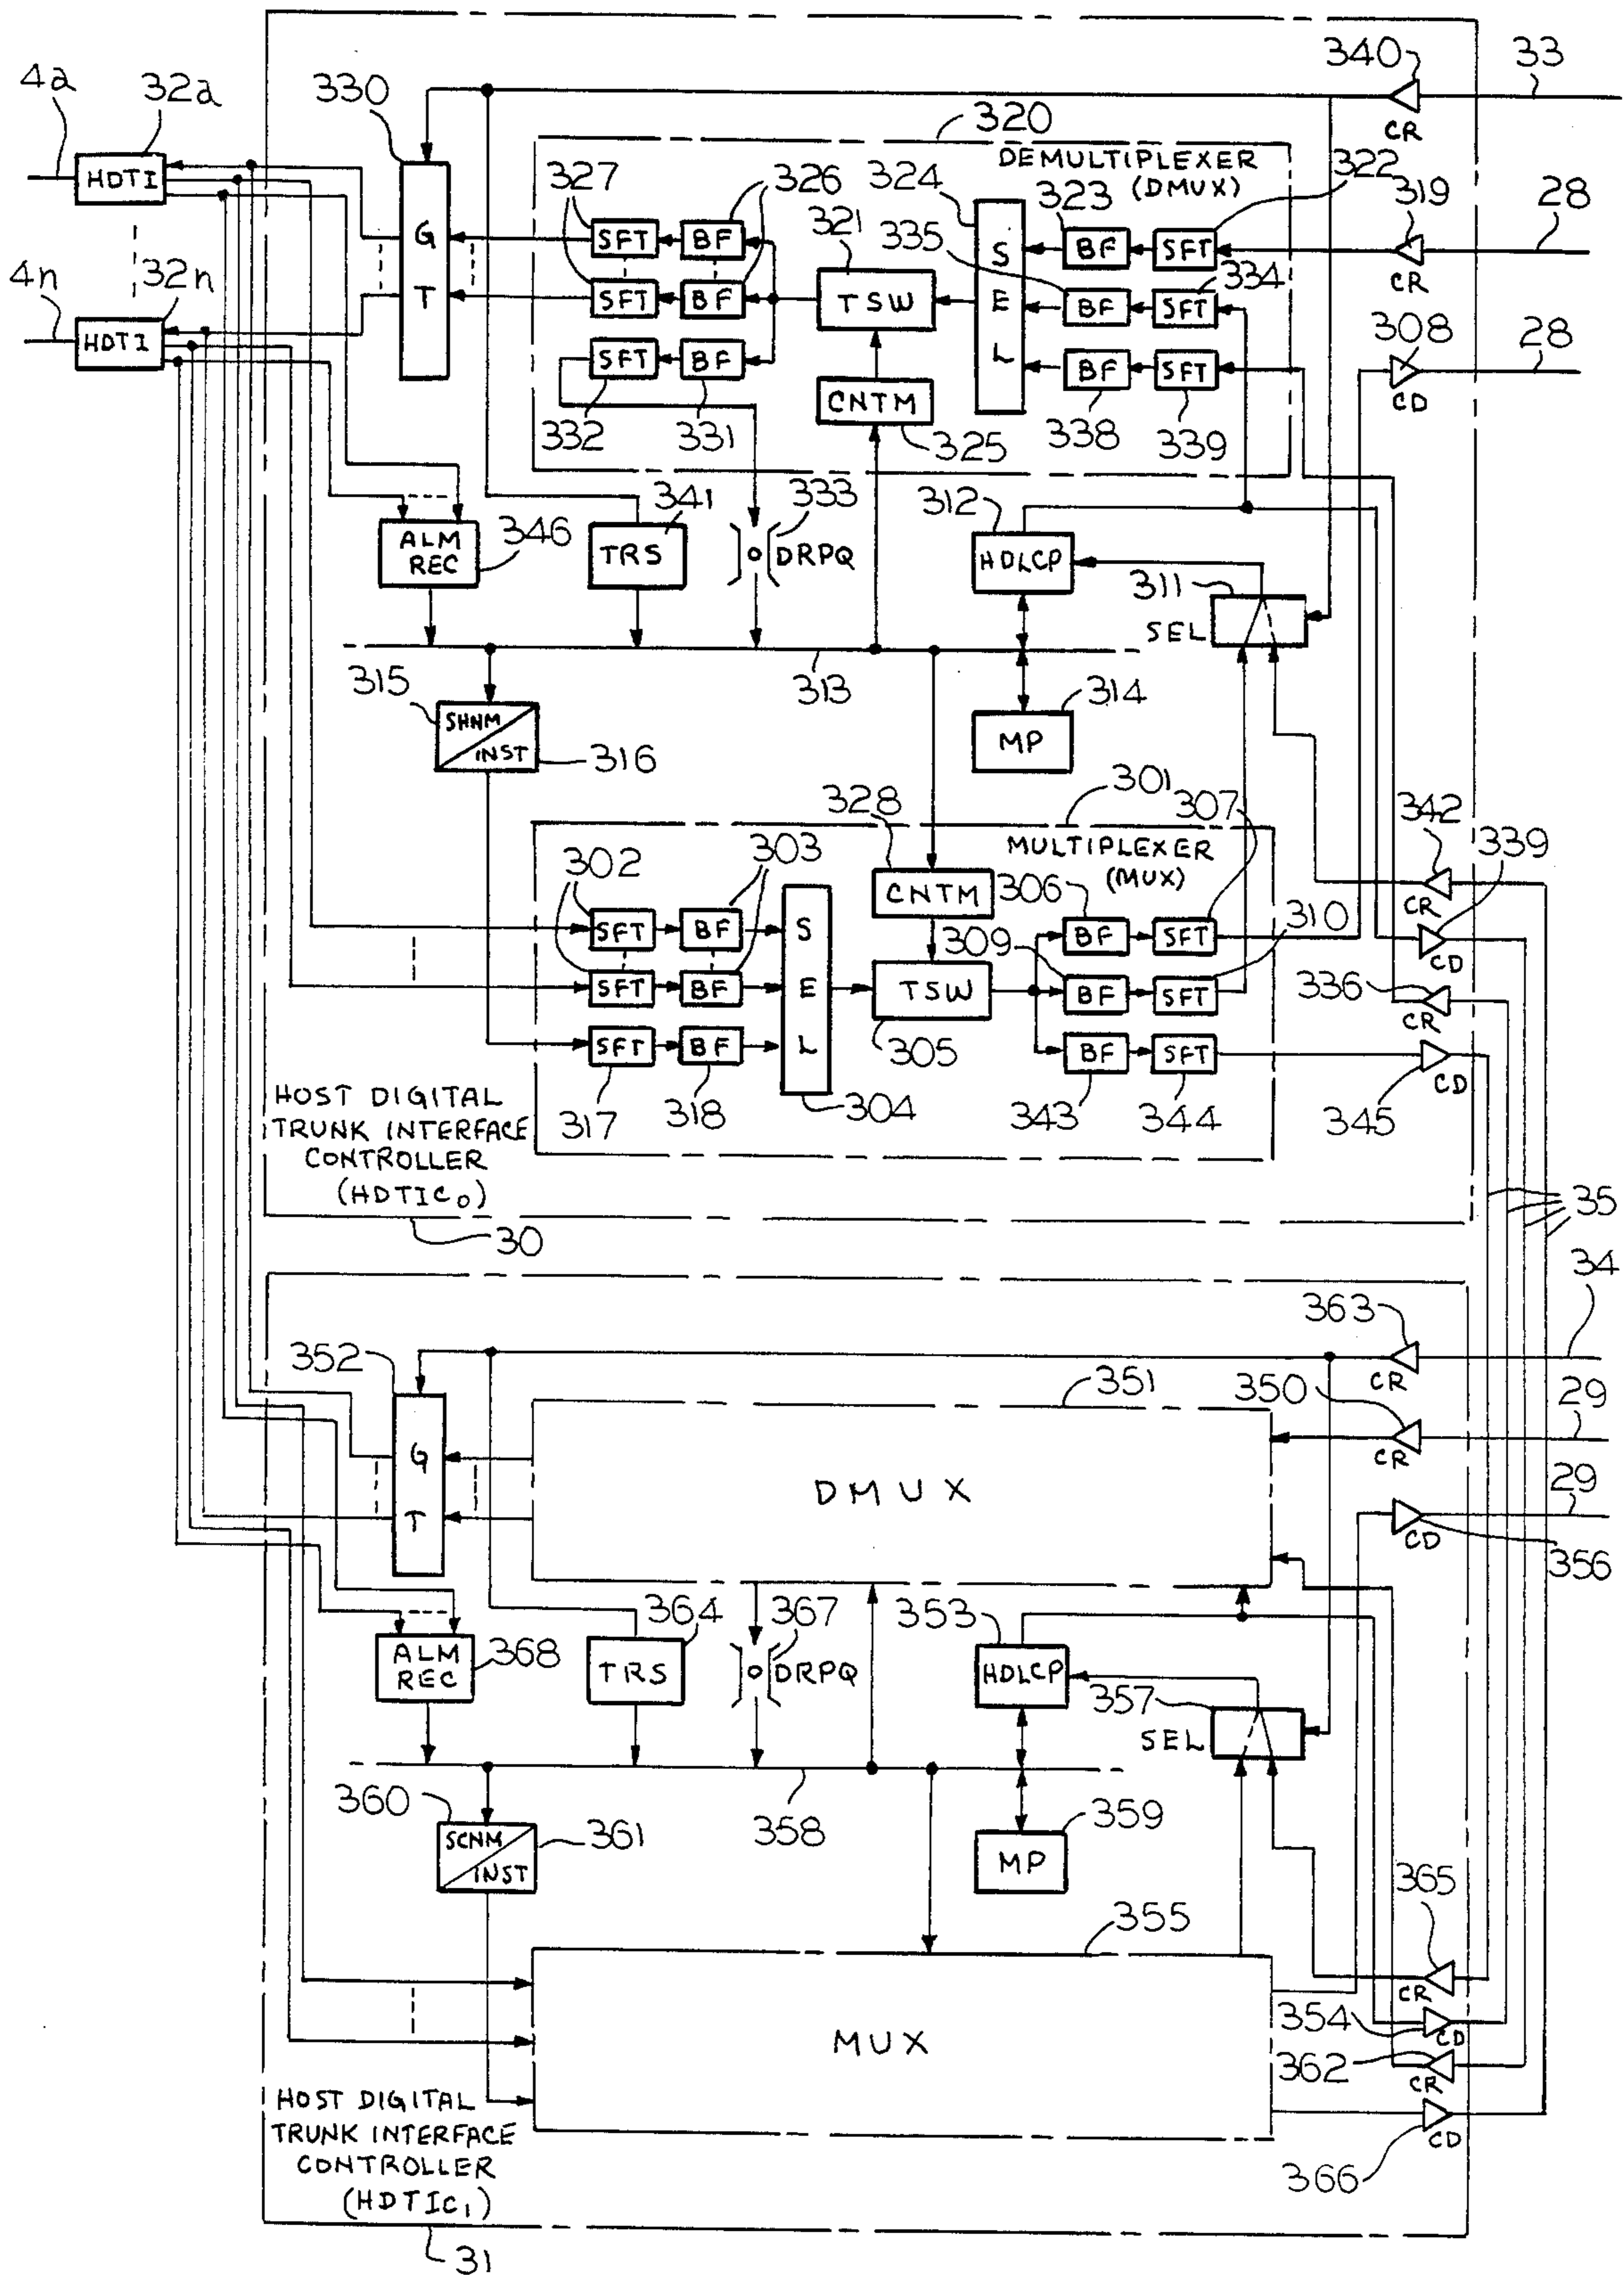 340
33
4a
32a
330
CR
320
DEMULTIPLEXER
(DMUX)
322
HDTI
327
326
324
323
319
28
SFT
BF
321
335
BF
SFT
CR
4n
32n
G
T
S
E
L
334
308
28
HDTI
SFT
BF
TSW
BF
SFT
SFT
BF
CNTM
BF
SFT
CD
332
331
325
338
339
341
333
312
ALM
REC
346
TRS
DRPQ
HDLCP
311
SEL
315
313
314
SHNM
INST
316
MP
328
301
307
342
302
303
MULTIPLEXER
(MUX)
339
CNTM
306
310
CR
SFT
BF
S
E
L
309
BF
SFT
CD
SFT
BF
TSW
BF
SFT
336
CR
SFT
BF
305
BF
SFT
CD
317
318
304
343
344
345
HOST DIGITAL
TRUNK INTERFACE
CONTROLLER
(HDTIC0)
35
30
34
363
352
351
350
CR
29
G
T
DMUX
CR
29
CD
356
364
367
353
ALM
REC
368
TRS
DRPQ
HDLCP
357
SEL
360
358
359
SCNM
INST
361
MP
365
355
CR
354
CD
MUX
362
CR
HOST DIGITAL
TRUNK INTERFACE
CONTROLLER
(HDTIC1)
CD
366
31